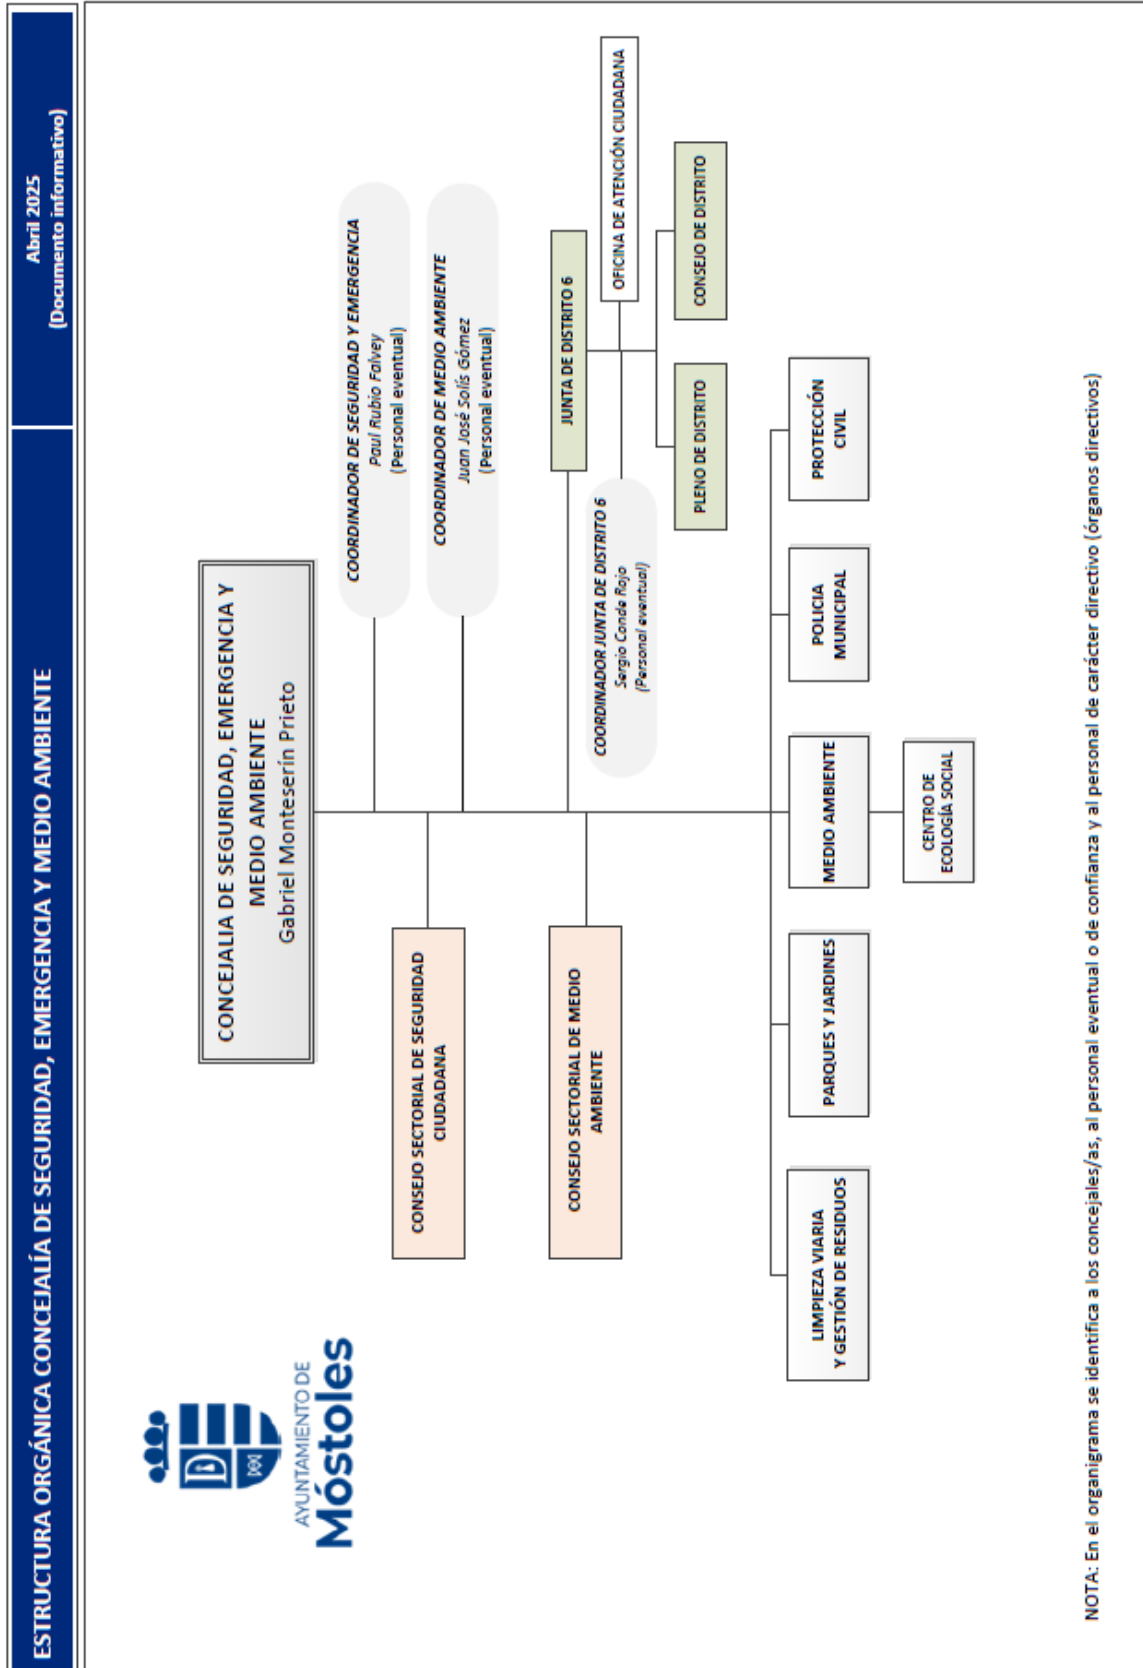 ESTRUCTURA ORGÁNICA CONCEJALÍA DE SEGURIDAD, EMERGENCIA Y MEDIO AMBIENTE
Abril 2025
(Documento informativo)
AYUNTAMIENTO DE
Móstoles
CONCEJALIA DE SEGURIDAD, EMERGENCIA Y
MEDIO AMBIENTE
Gabriel Monteserín Prieto
COORDINADOR DE SEGURIDAD Y EMERGENCIA
Paul Rubio Falvey
(Personal eventual)
CONSEJO SECTORIAL DE SEGURIDAD
CIUDADANA
COORDINADOR DE MEDIO AMBIENTE
Juan José Solís Gómez
(Personal eventual)
CONSEJO SECTORIAL DE MEDIO
AMBIENTE
JUNTA DE DISTRITO 6
COORDINADOR JUNTA DE DISTRITO 6
Sergio Conde Rojo
(Personal eventual)
OFICINA DE ATENCIÓN CIUDADANA
PLENO DE DISTRITO
CONSEJO DE DISTRITO
LIMPIEZA VIARIA
Y GESTIÓN DE RESIDUOS
PARQUES Y JARDINES
MEDIO AMBIENTE
POLICIA
MUNICIPAL
PROTECCIÓN
CIVIL
CENTRO DE
ECOLOGÍA SOCIAL
NOTA: En el organigrama se identifica a los concejales/as, al personal eventual o de confianza y al personal de carácter directivo (órganos directivos)